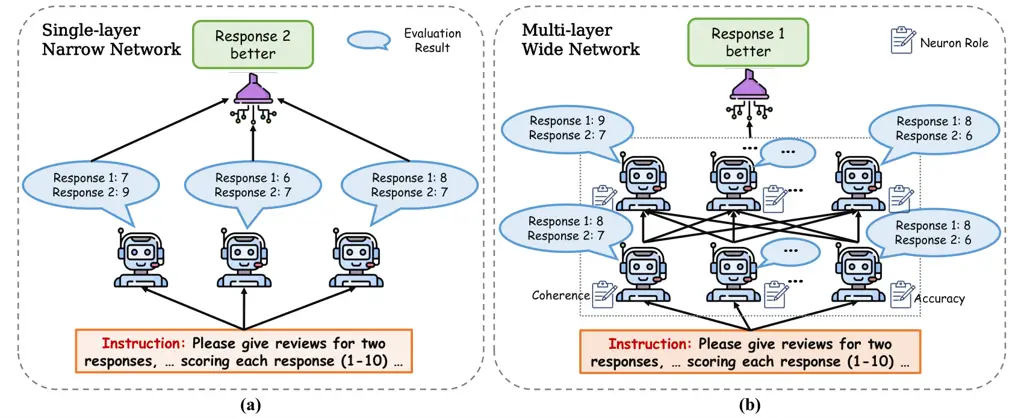 Single-layer
Narrow Network
Response 2
better
Evaluation
Result
Response 1: 7
Response 2: 9
Response 1: 6
Response 2: 7
Response 1: 8
Response 2: 7
Instruction: Please give reviews for two
responses, … scoring each response (1-10) …
(a)
Multi-layer
Wide Network
Response 1
better
Neuron Role
Response 1: 9
Response 2: 7
...
...
Response 1: 8
Response 2: 6
...
Response 1: 8
Response 2: 7
...
Response 1: 8
Response 2: 6
...
Coherence
Accuracy
Instruction: Please give reviews for two
responses, … scoring each response (1-10) …
(b)